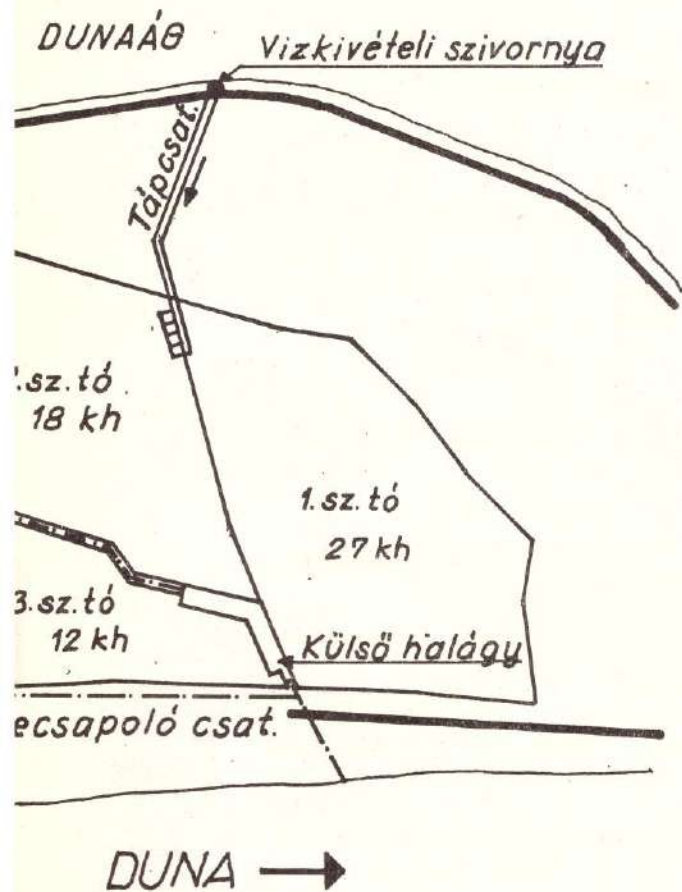 DUNAÁG
Vizkivételi szivornya
Tápcsat.
.sz.tó
18 kh
1.sz.tó
27 kh
3.sz.tó
12 kh
Külső halágy
ecsapoló csat.
DUNA